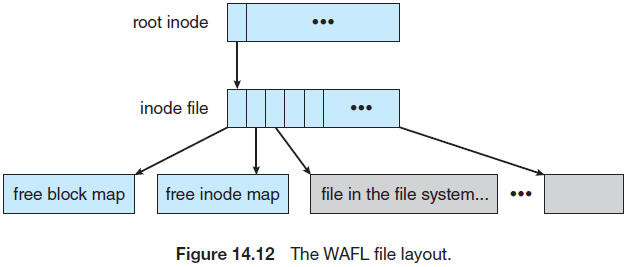 root inode
•••
inode file
•••
free block map
free inode map
file in the file system...
•••
Figure 14.12 The WAFL file layout.